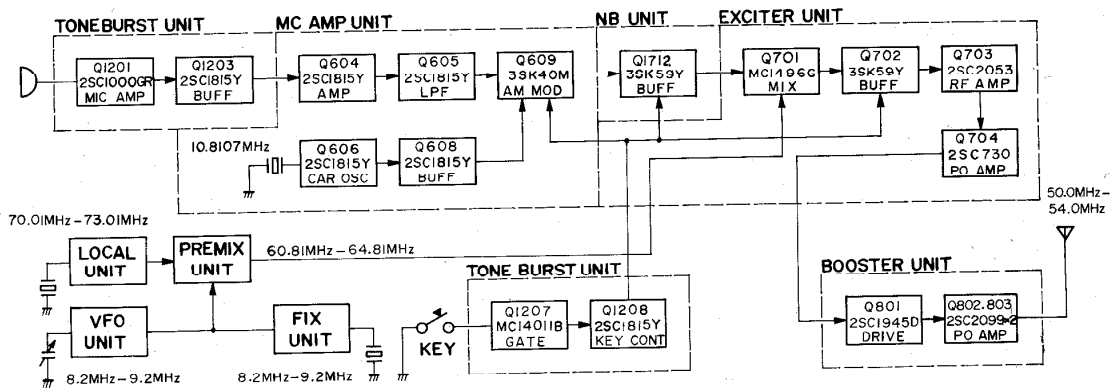 TONEBURST UNIT
MC AMP UNIT
NB UNIT
EXCITER UNIT
Q1201
2SC1000GR
MIC AMP
Q1203
2SC1815Y
BUFF
Q604
2SC1815Y
AMP
Q605
2SC1815Y
LPF
Q609
3SK40M
AM MOD
Q1712
3SK59Y
BUFF
Q701
MC1496G
MIX
Q702
3SK59Y
BUFF
Q703
2SC2053
RF AMP
10.8107MHz
Q606
2SC1815Y
CAR OSC
Q608
2SC1815Y
BUFF
Q704
2SC730
PO AMP
50.0MHz-
54.0MHz
70.01MHz-73.01MHz
LOCAL
UNIT
PREMIX
UNIT
60.81MHz-64.81MHz
TONE BURST UNIT
BOOSTER UNIT
Q1207
MC14011B
GATE
Q1208
2SC1815Y
KEY CONT
Q801
2SC1945D
DRIVE
Q802.803
2SC2099×2
PO AMP
VFO
UNIT
FIX
UNIT
KEY
8.2MHz-9.2MHz
8.2MHz-9.2MHz